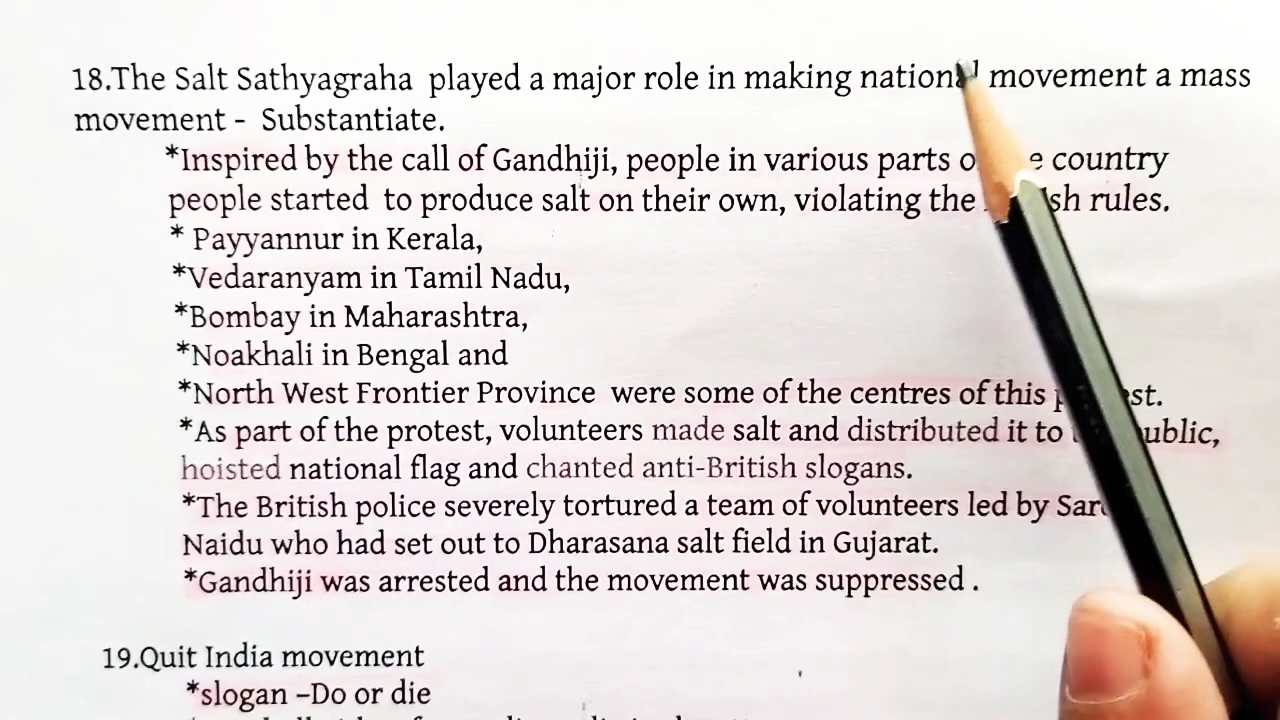 18.The Salt Sathyagraha played a major role in making national movement a mass
movement - Substantiate.
*Inspired by the call of Gandhiji, people in various parts country
people started to produce salt on their own, violating the rules.
* Payyannur in Kerala,
*Vedaranyam in Tamil Nadu,
*Bombay in Maharashtra,
*Noakhali in Bengal and
*North West Frontier Province were some of the centres of this
*As part of the protest, volunteers made salt and distributed it to
hoisted national flag and chanted anti-British slogans.
*The British police severely tortured a team of volunteers led by
Naidu who had set out to Dharasana salt field in Gujarat.
*Gandhiji was arrested and the movement was suppressed .
19.Quit India movement
*slogan –Do or die